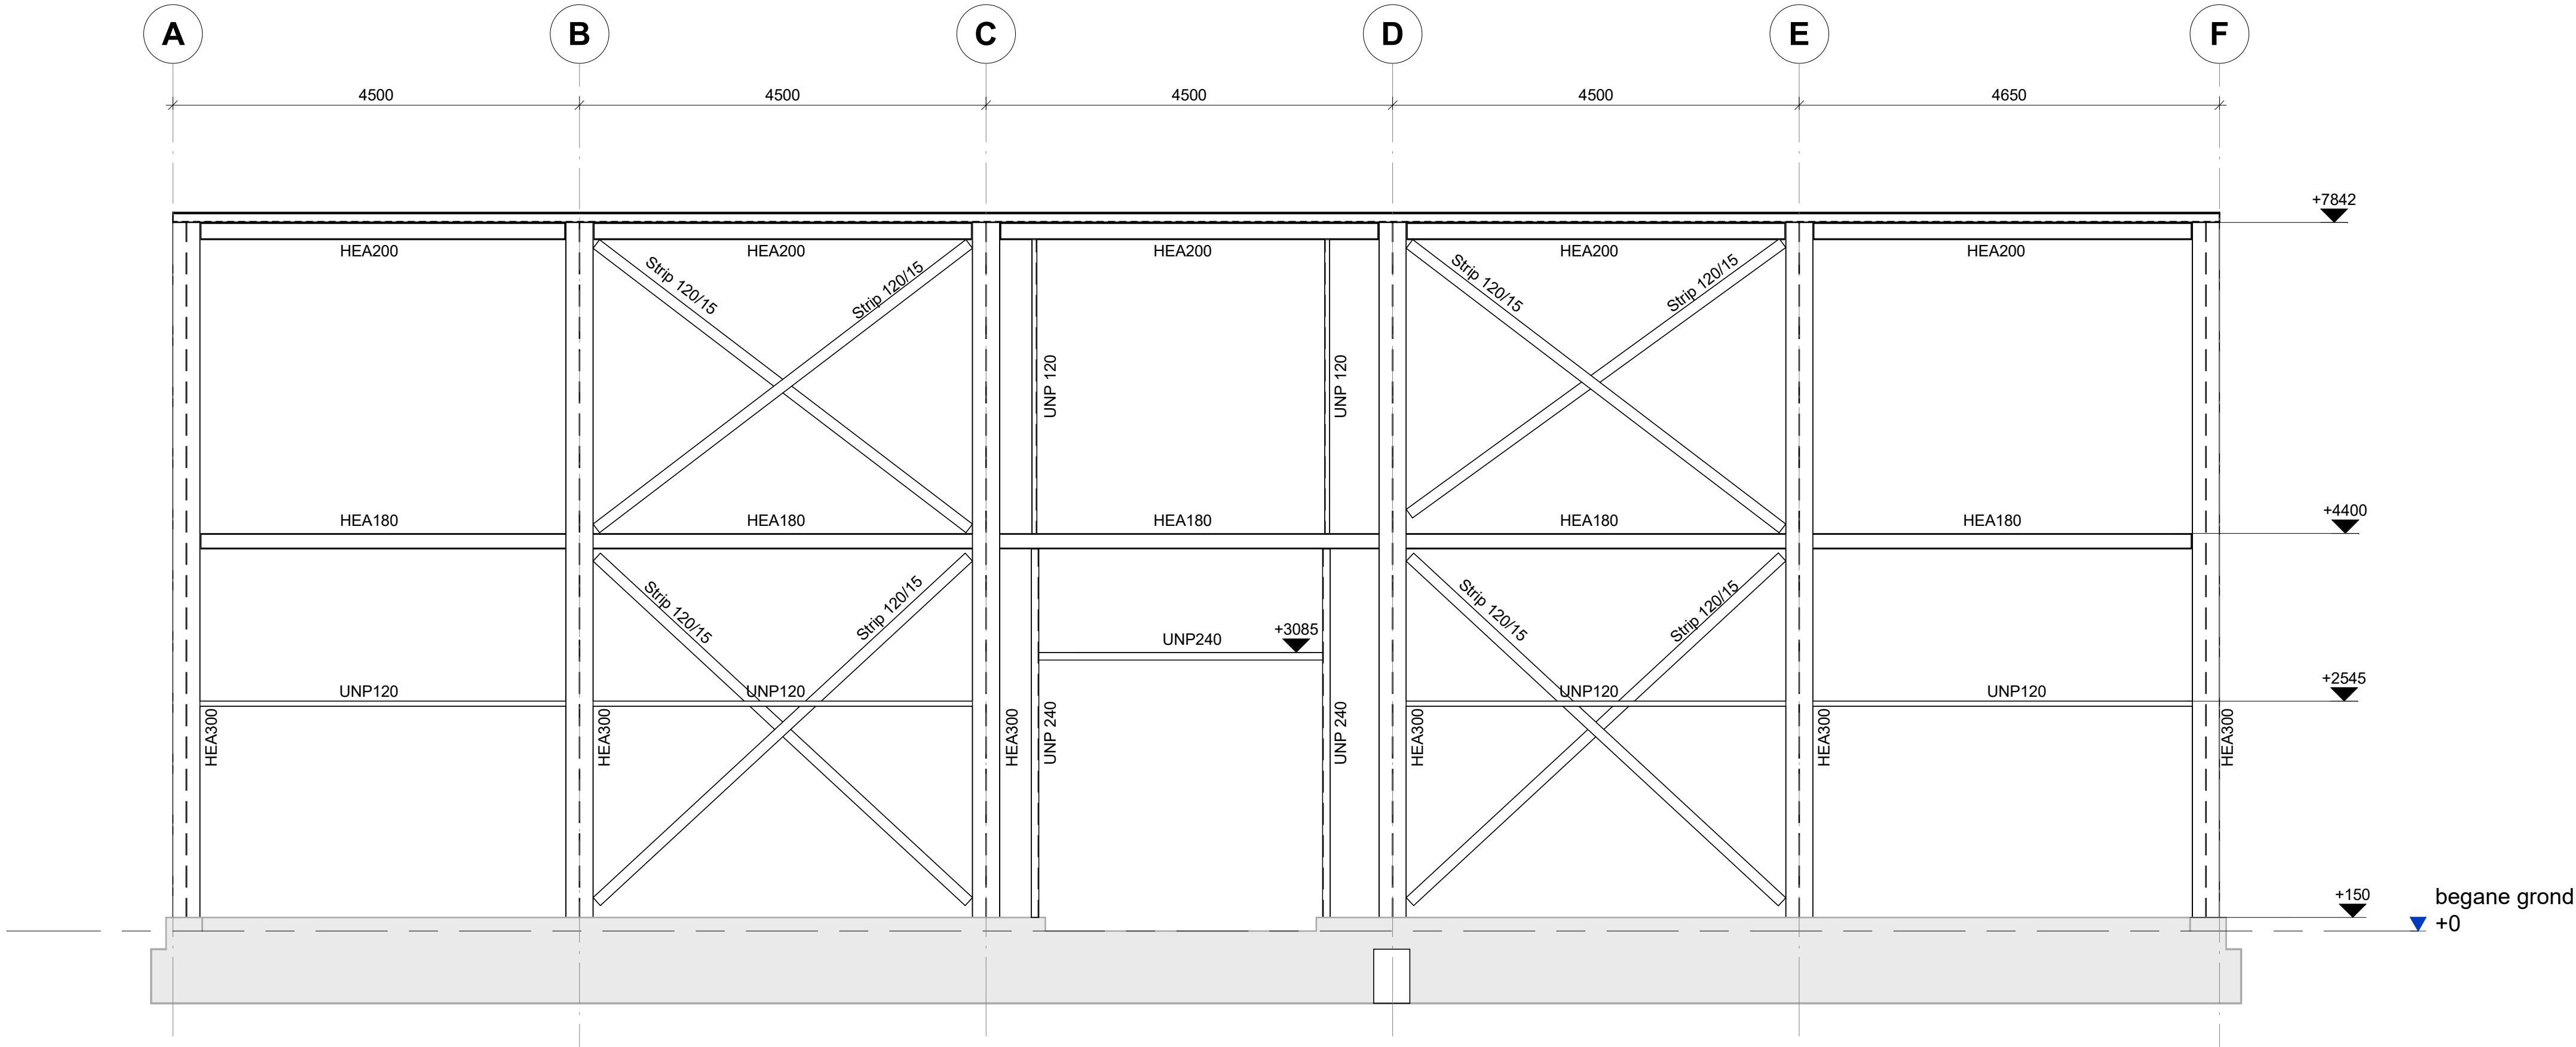 A B C D E F
4500 4500 4500 4500 4650
+7842
HEA200 HEA200 HEA200 HEA200 HEA200
Strip 120/15 Strip 120/15 Strip 120/15 Strip 120/15
UNP 120 UNP 120
+4400
HEA180 HEA180 HEA180 HEA180 HEA180
Strip 120/15 Strip 120/15 Strip 120/15 Strip 120/15
UNP240 +3085
+2545
UNP120 UNP120 UNP120 UNP120
HEA300 HEA300 HEA300 UNP 240 UNP 240 HEA300 HEA300 HEA300
+150
begane grond
+0